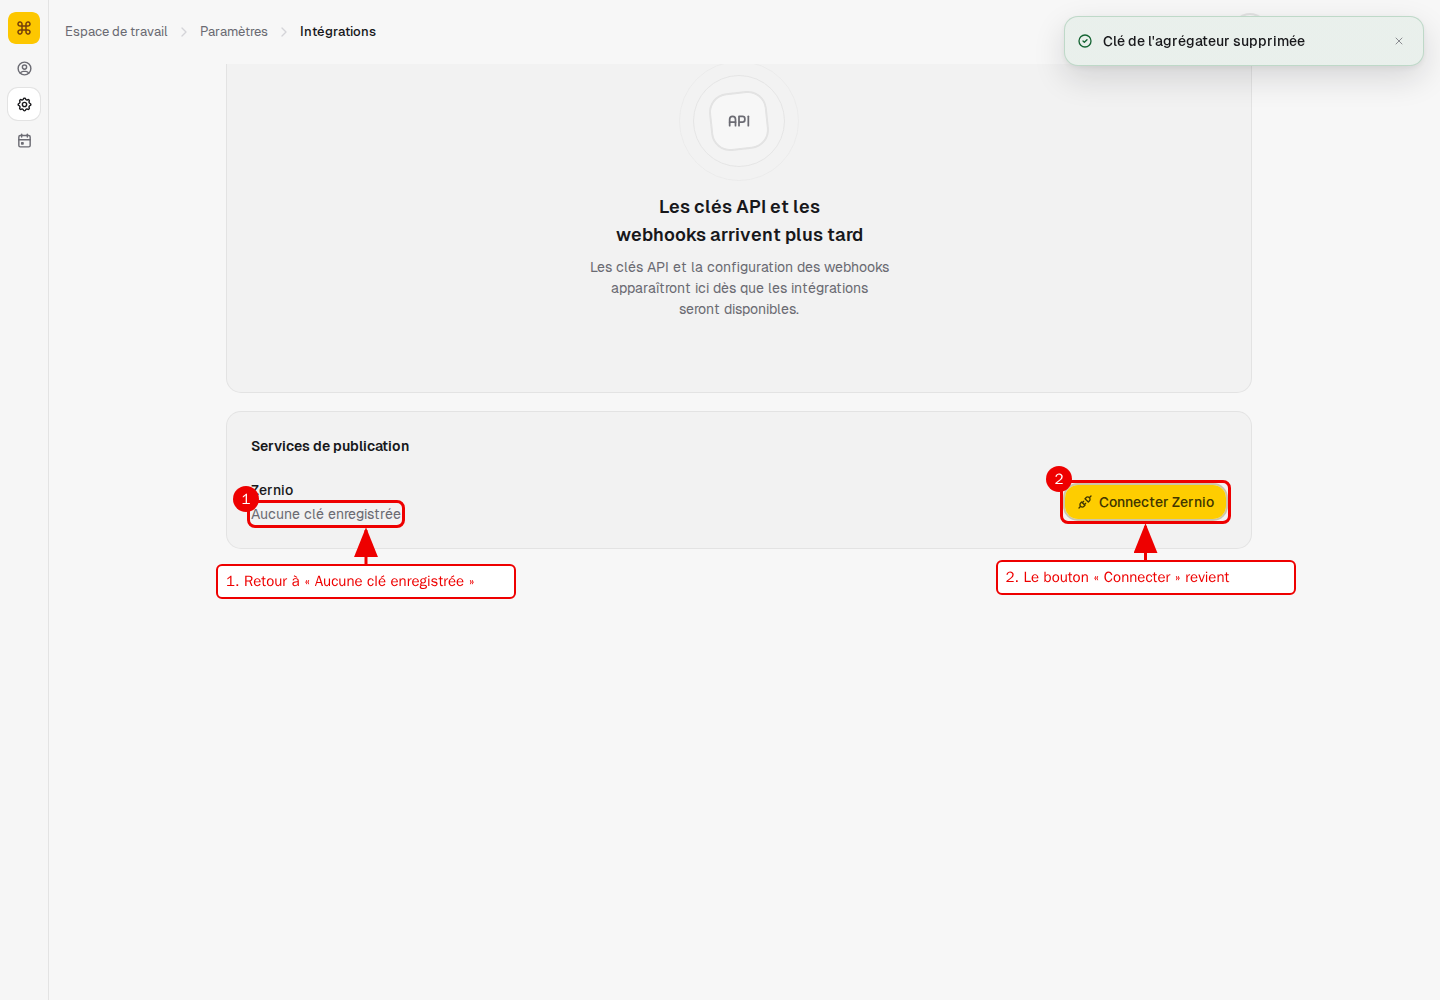 Espace de travail
Paramètres
Intégrations
Clé de l'agrégateur supprimée
API
Les clés API et les
webhooks arrivent plus tard
Les clés API et la configuration des webhooks
apparaîtront ici dès que les intégrations
seront disponibles.
Services de publication
Zernio
1
Aucune clé enregistrée
2
Connecter Zernio
1. Retour à « Aucune clé enregistrée »
2. Le bouton « Connecter » revient